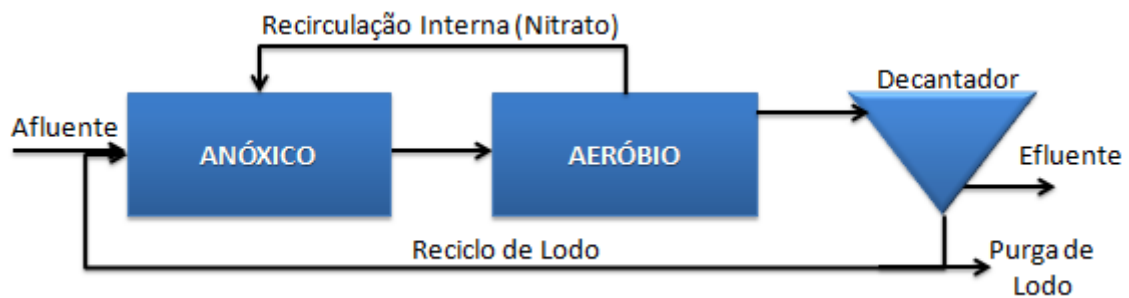 Recirculação Interna (Nitrato)
Decantador
Afluente
ANÓXICO
AERÓBIO
Efluente
Reciclo de Lodo
Purga de
Lodo